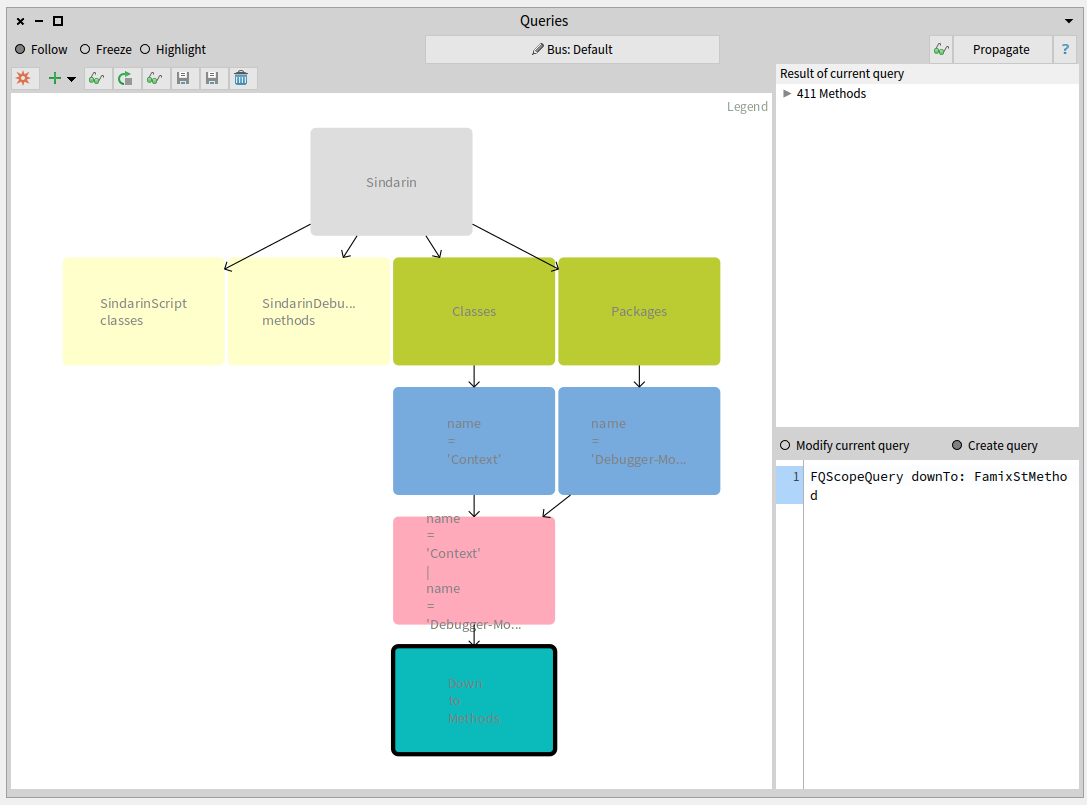 Queries
Follow Freeze Highlight
Bus: Default
Propagate ?
Result of current query
411 Methods
Legend
Sindarin
SindarinScript
classes
SindarinDebu...
methods
Classes
Packages
name
=
'Context'
name
=
'Debugger-Mo...
name
=
'Context'
|
name
=
'Debugger-Mo...
Down
to
Methods
Modify current query Create query
1 FQScopeQuery downTo: FamixStMetho
d